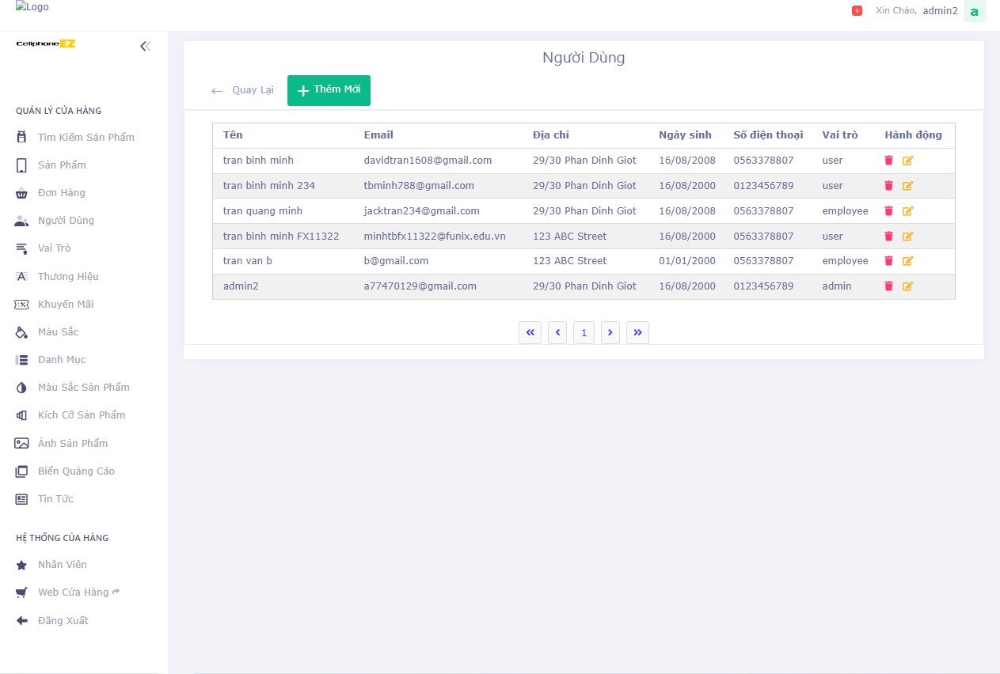 Logo
Xin Chào, admin2 a
Cellphone EZ
QUẢN LÝ CỬA HÀNG
Tìm Kiếm Sản Phẩm
Sản Phẩm
Đơn Hàng
Người Dùng
Vai Trò
Thương Hiệu
Khuyến Mãi
Màu Sắc
Danh Mục
Màu Sắc Sản Phẩm
Kích Cỡ Sản Phẩm
Ảnh Sản Phẩm
Biển Quảng Cáo
Tin Tức
HỆ THỐNG CỦA HÀNG
Nhân Viên
Web Cửa Hàng
Đăng Xuất
Người Dùng
Quay Lại Thêm Mới
Tên Email Địa chỉ Ngày sinh Số điện thoại Vai trò Hành động
tran binh minh davidtran1608@gmail.com 29/30 Phan Dinh Giot 16/08/2008 0563378807 user
tran binh minh 234 tbminh788@gmail.com 29/30 Phan Dinh Giot 16/08/2000 0123456789 user
tran quang minh jacktran234@gmail.com 29/30 Phan Dinh Giot 16/08/2008 0563378807 employee
tran binh minh FX11322 minhtbfx11322@funix.edu.vn 123 ABC Street 16/08/2000 0563378807 user
tran van b b@gmail.com 123 ABC Street 01/01/2000 0563378807 employee
admin2 a77470129@gmail.com 29/30 Phan Dinh Giot 16/08/2000 0123456789 admin
1